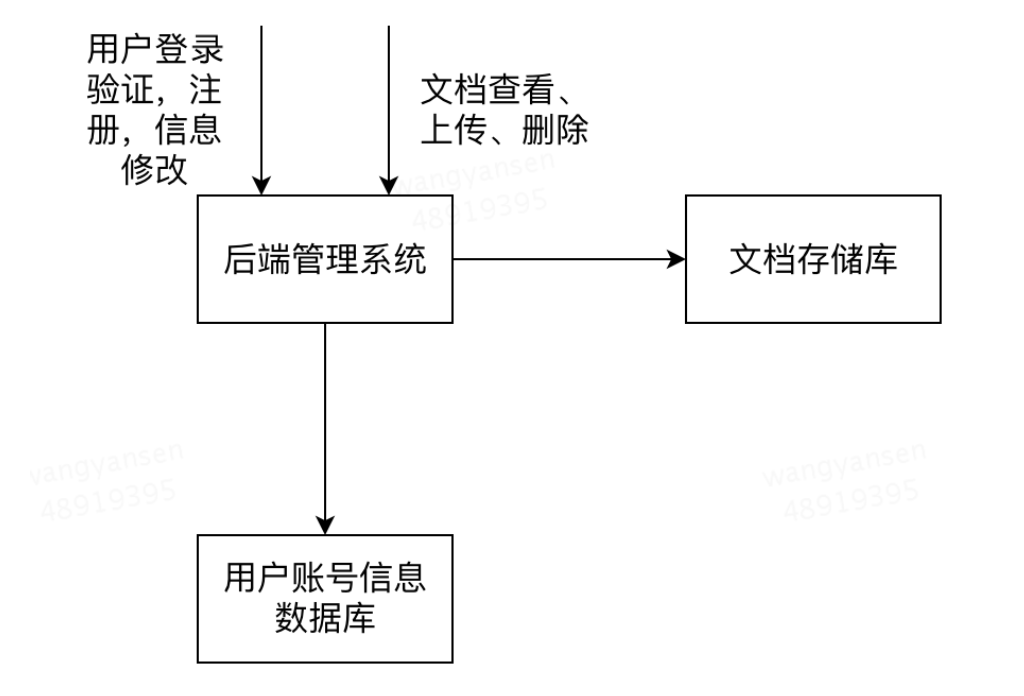 用户登录
验证，注
册，信息
修改
文档查看、
上传、删除
wangyansen
48919395
后端管理系统
文档存储库
wangyansen
48919395
wangyansen
48919395
用户账号信息
数据库